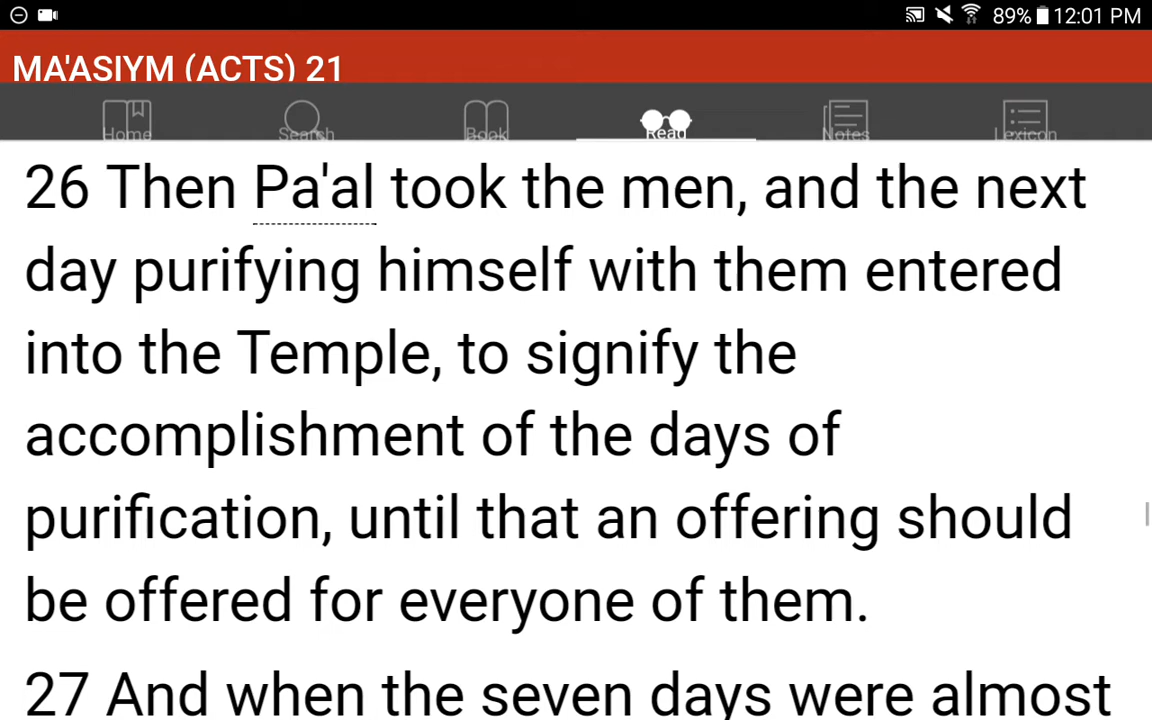 89% 12:01 PM
MA'ASIYM (ACTS) 21
Home Search Book Read Notes Lexicon
26 Then Pa'al took the men, and the next
day purifying himself with them entered
into the Temple, to signify the
accomplishment of the days of
purification, until that an offering should
be offered for everyone of them.
27 And when the seven days were almost